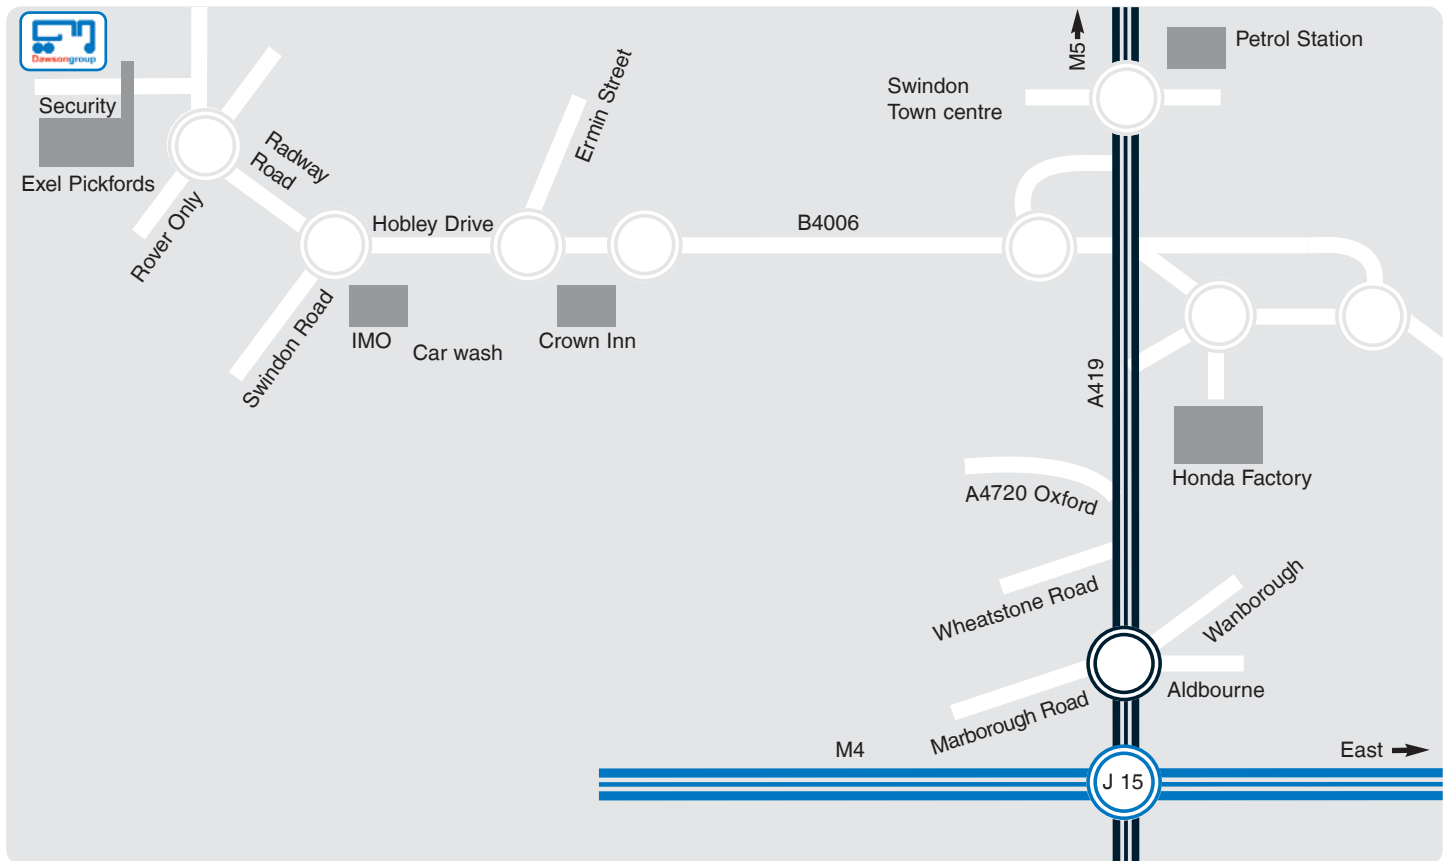 Dawsongroup
Security
Exel Pickfords
Rover Only
Radway
Road
Hobley Drive
Swindon Road
IMO
Car wash
Ermin Street
Crown Inn
B4006
M5
Petrol Station
Swindon
Town centre
A419
Honda Factory
A4720 Oxford
Wheatstone Road
Wanborough
Aldbourne
Marborough Road
M4
East
J 15